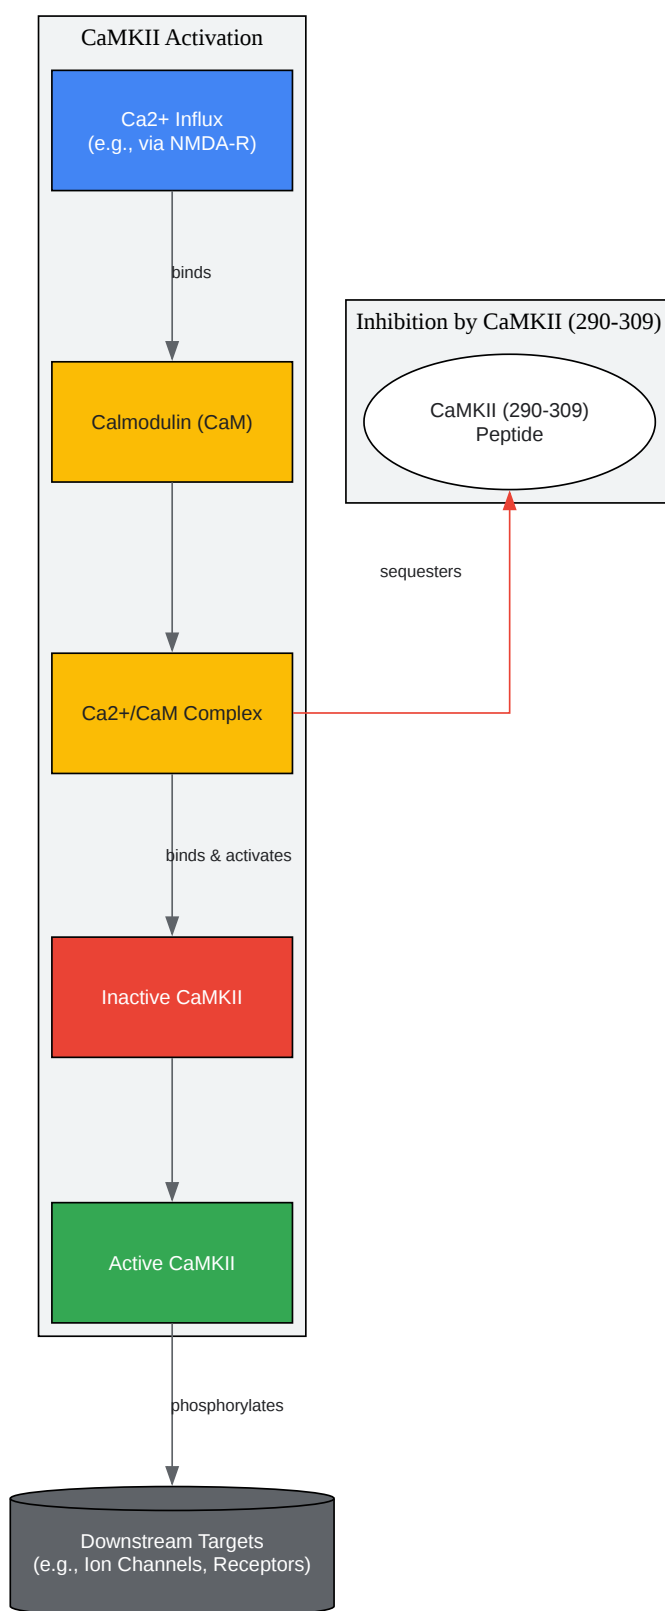 CaMKII Activation
Ca2+ Influx
(e.g., via NMDA-R)
binds
Inhibition by CaMKII (290-309)
CaMKII (290-309)
Peptide
Calmodulin (CaM)
sequesters
Ca2+/CaM Complex
binds & activates
Inactive CaMKII
Active CaMKII
phosphorylates
Downstream Targets
(e.g., Ion Channels, Receptors)